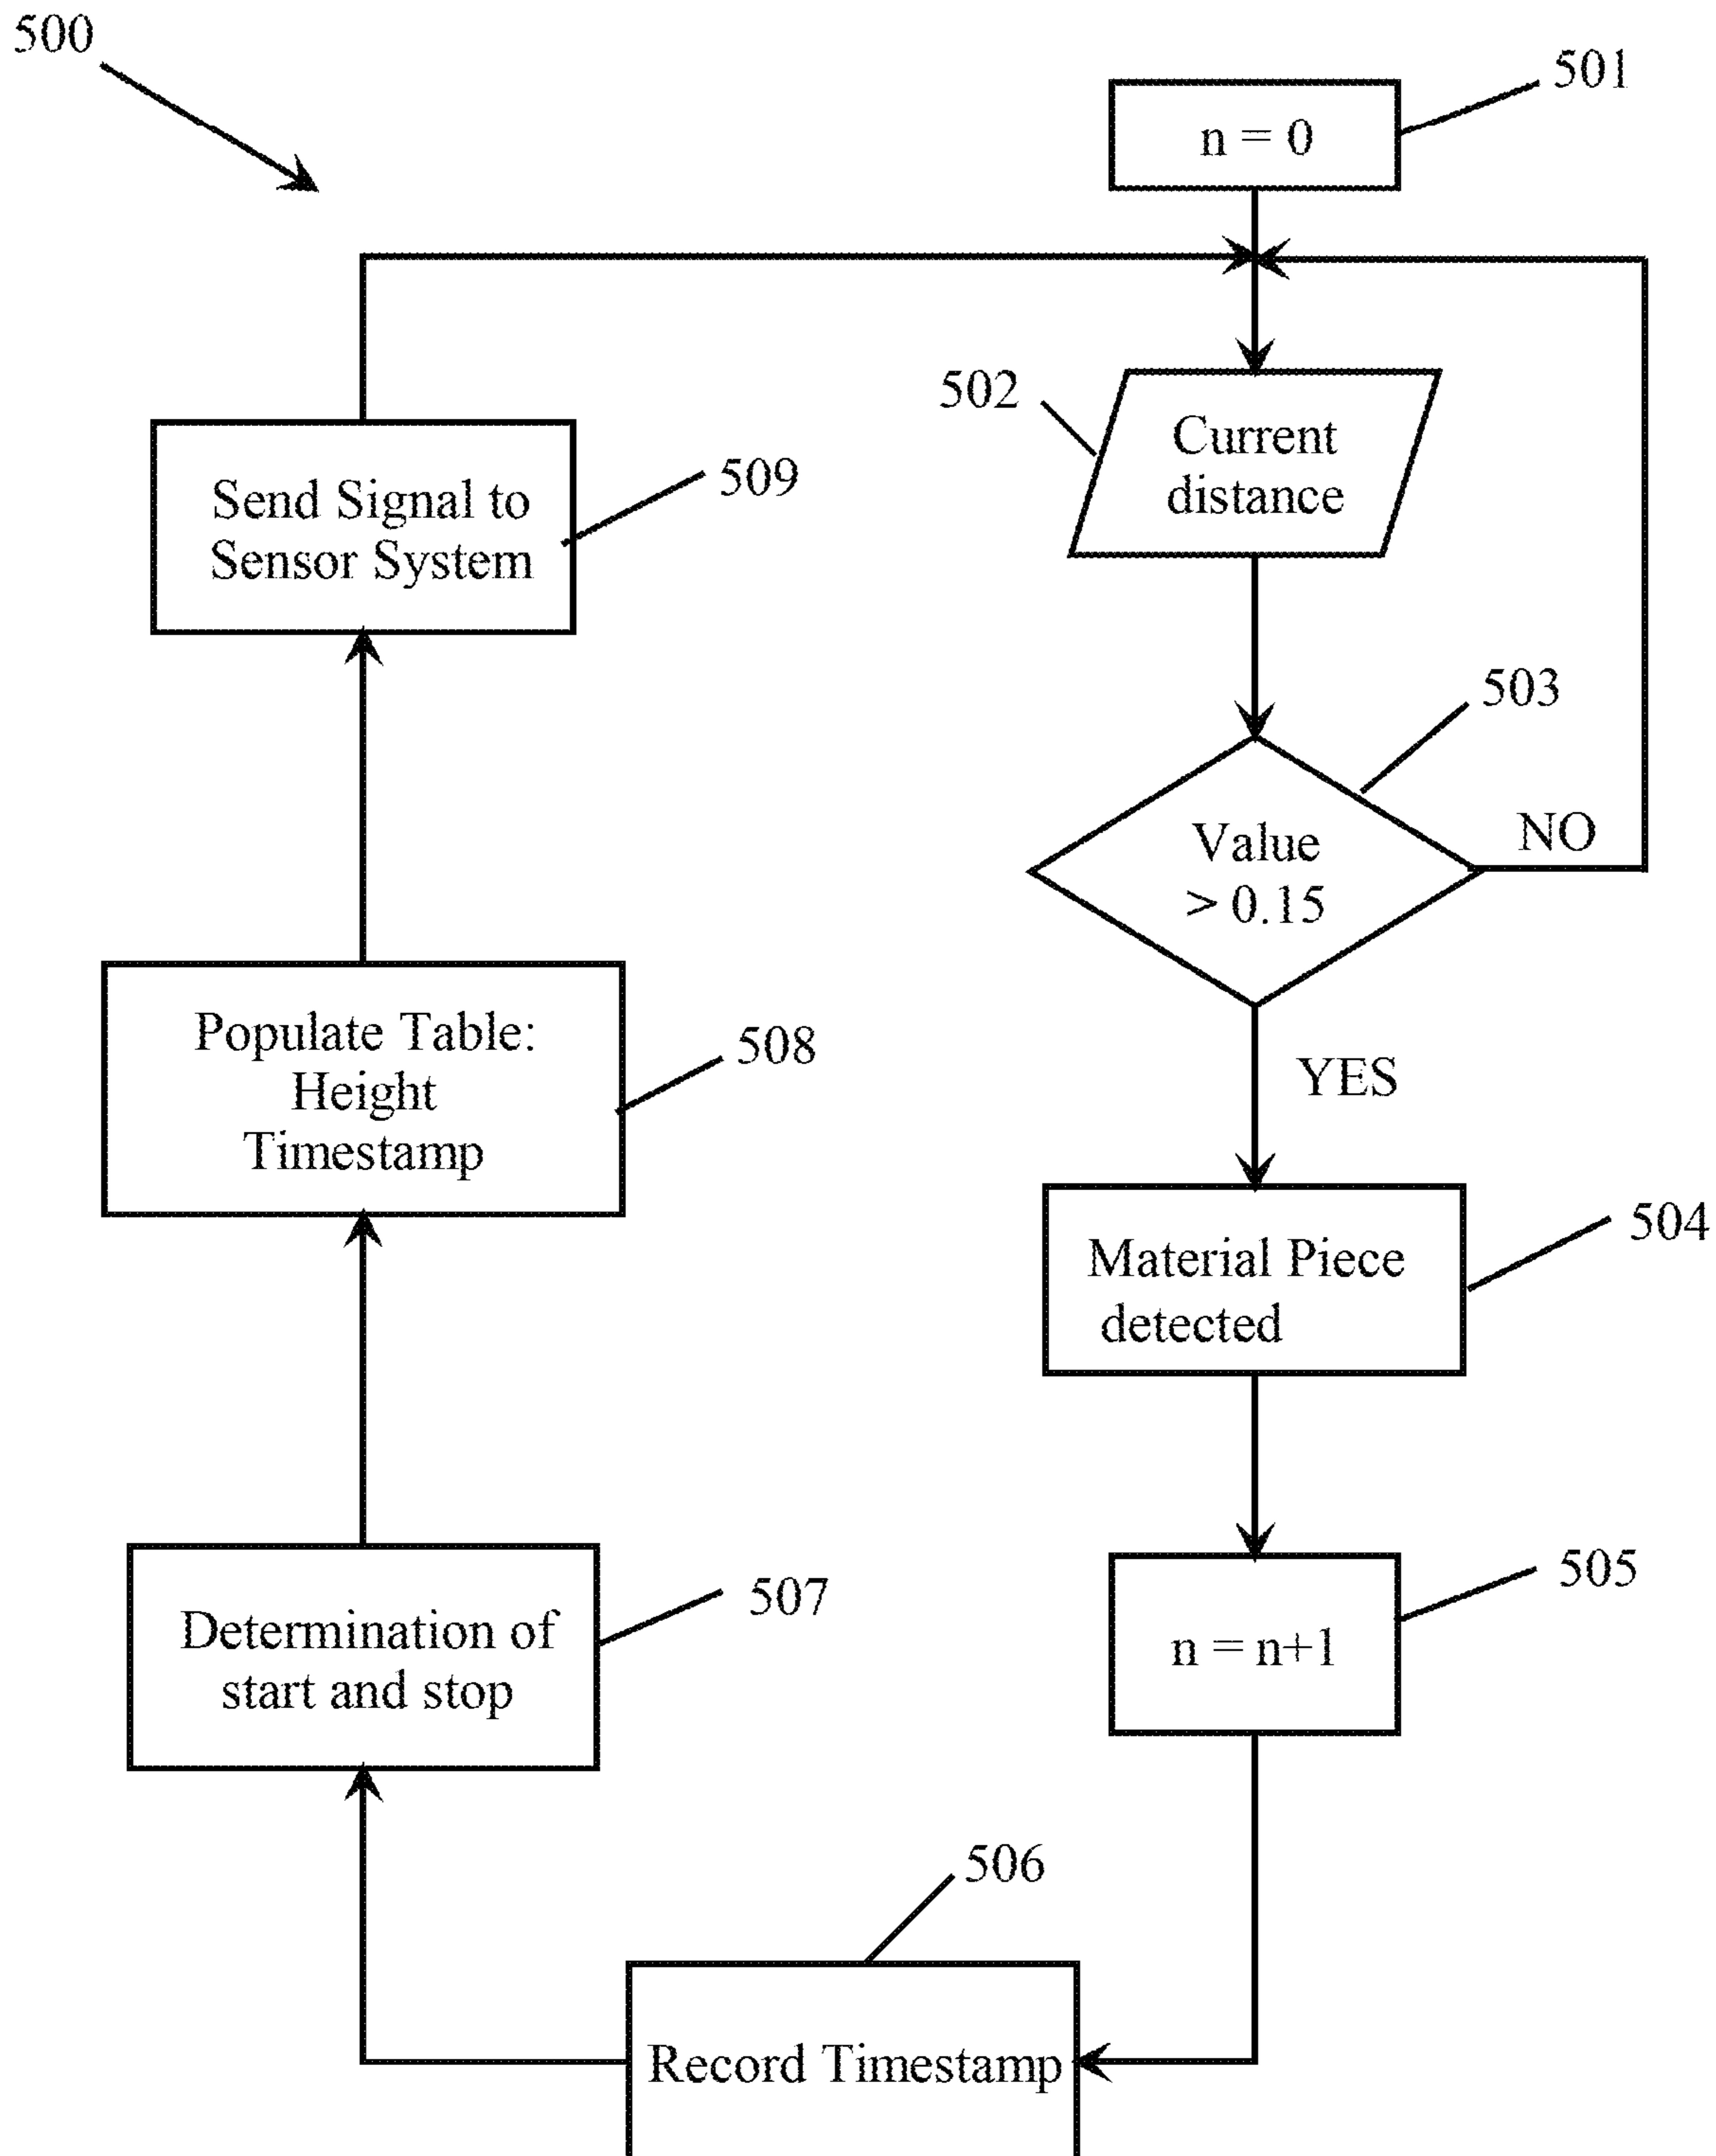 500
501
n = 0
502
Current
distance
509
Send Signal to
Sensor System
503
Value
> 0.15
NO
YES
508
Populate Table:
Height
Timestamp
504
Material Piece
detected
505
n = n+1
507
Determination of
start and stop
506
Record Timestamp